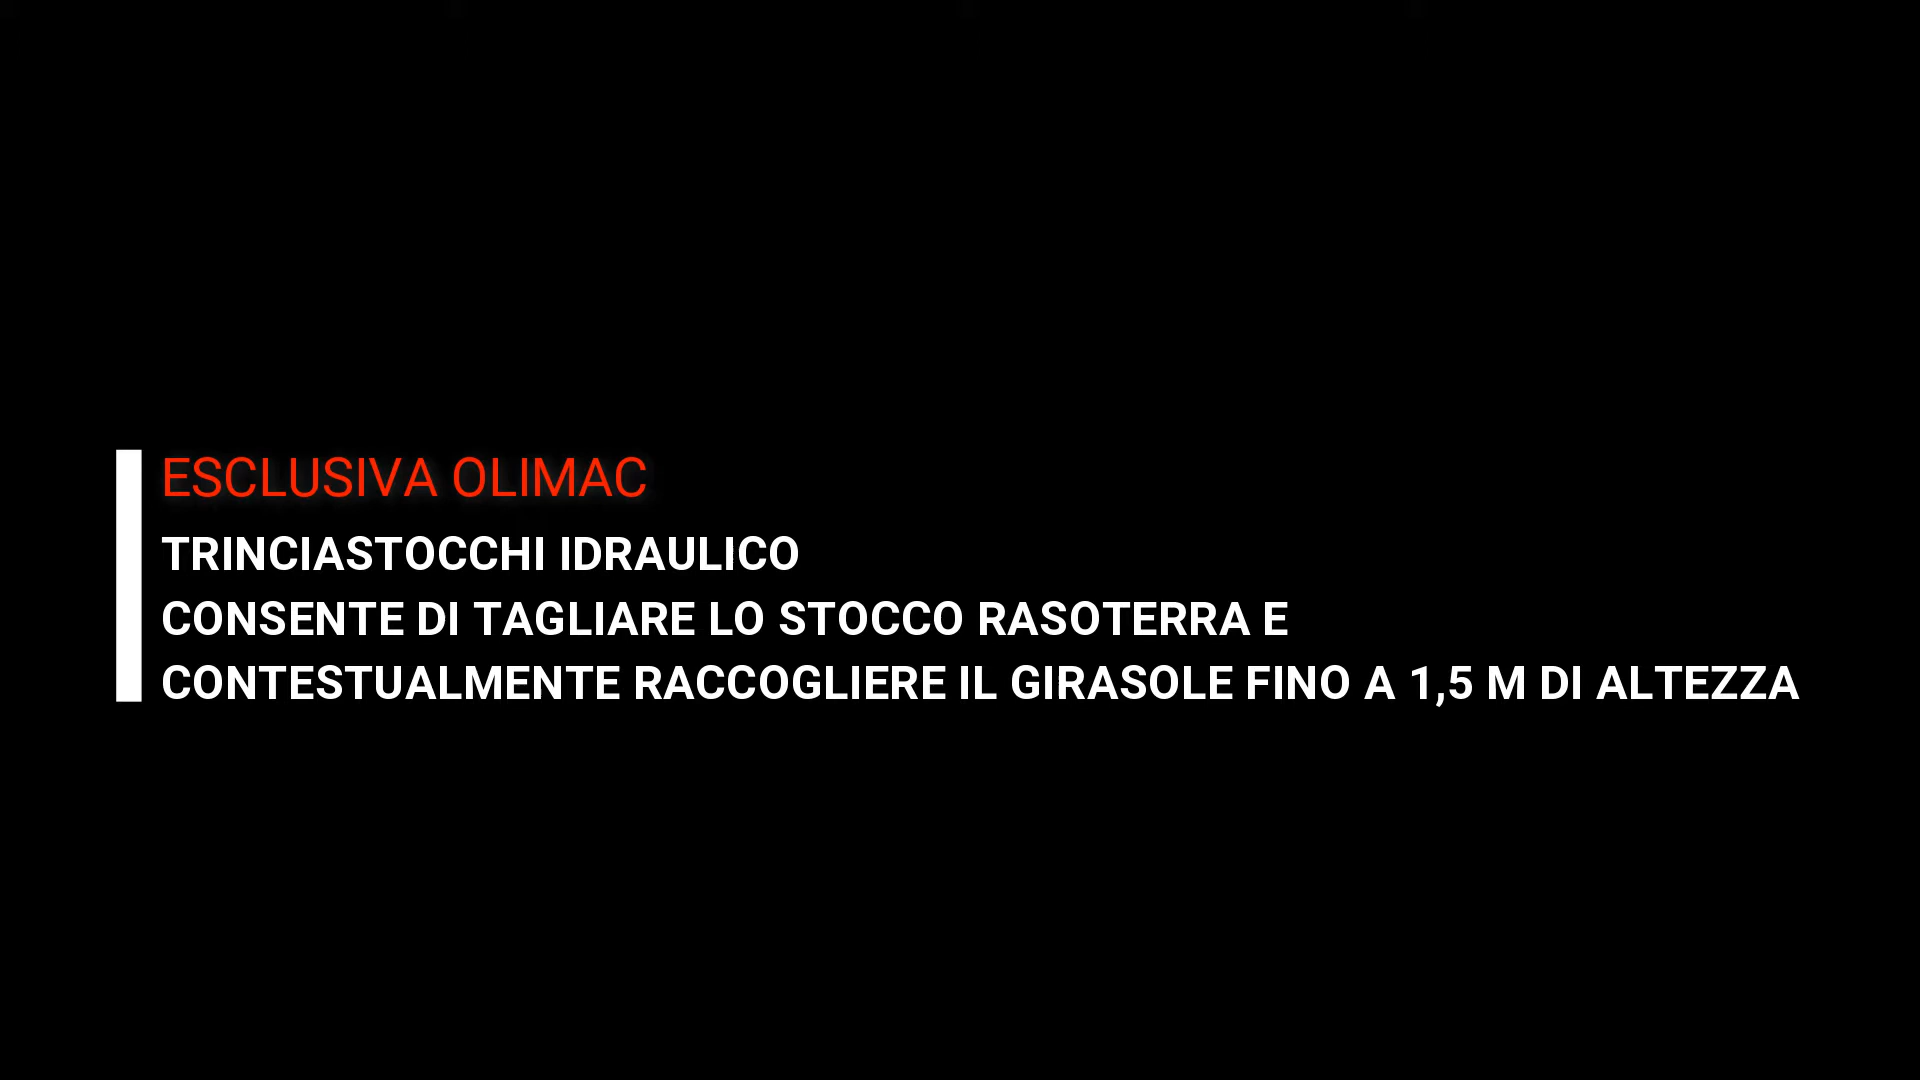 ESCLUSIVA OLIMAC
TRINCIASTOCCHI IDRAULICO
CONSENTE DI TAGLIARE LO STOCCO RASOTERRA E
CONTESTUALMENTE RACCOGLIERE IL GIRASOLE FINO A 1,5 M DI ALTEZZA